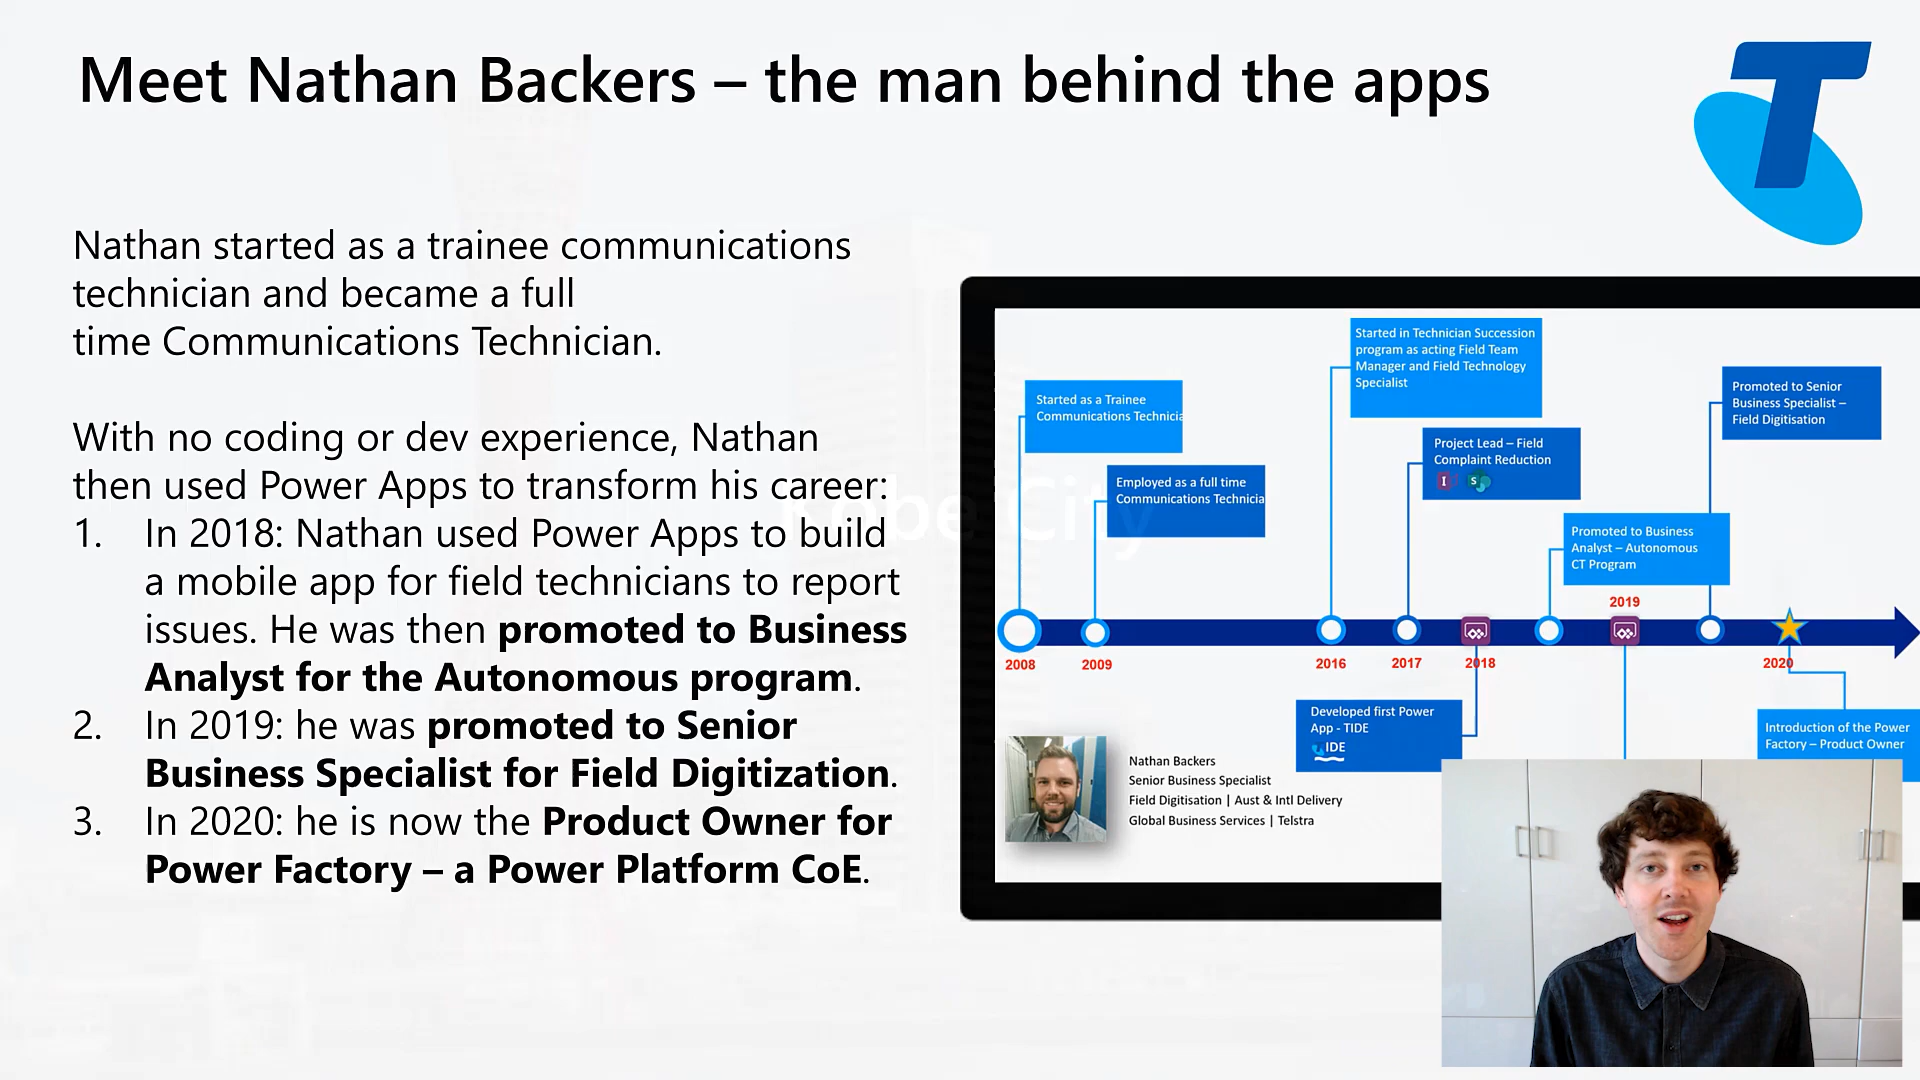 Meet Nathan Backers – the man behind the apps
Nathan started as a trainee communications
technician and became a full
time Communications Technician.
With no coding or dev experience, Nathan
then used Power Apps to transform his career:
1. In 2018: Nathan used Power Apps to build
a mobile app for field technicians to report
issues. He was then promoted to Business
Analyst for the Autonomous program.
2. In 2019: he was promoted to Senior
Business Specialist for Field Digitization.
3. In 2020: he is now the Product Owner for
Power Factory – a Power Platform CoE.
Kobe City
Started as a Trainee
Communications Technicia
Employed as a full time
Communications Technicia
Started in Technician Succession
program as acting Field Team
Manager and Field Technology
Specialist
Project Lead – Field
Complaint Reduction
I S
Promoted to Business
Analyst – Autonomous
CT Program
Promoted to Senior
Business Specialist –
Field Digitisation
2019
2008
2009
2016
2017
2018
2020
Developed first Power
App - TIDE
TIDE
Introduction of the Power
Factory – Product Owner
Nathan Backers
Senior Business Specialist
Field Digitisation | Aust & Intl Delivery
Global Business Services | Telstra
T